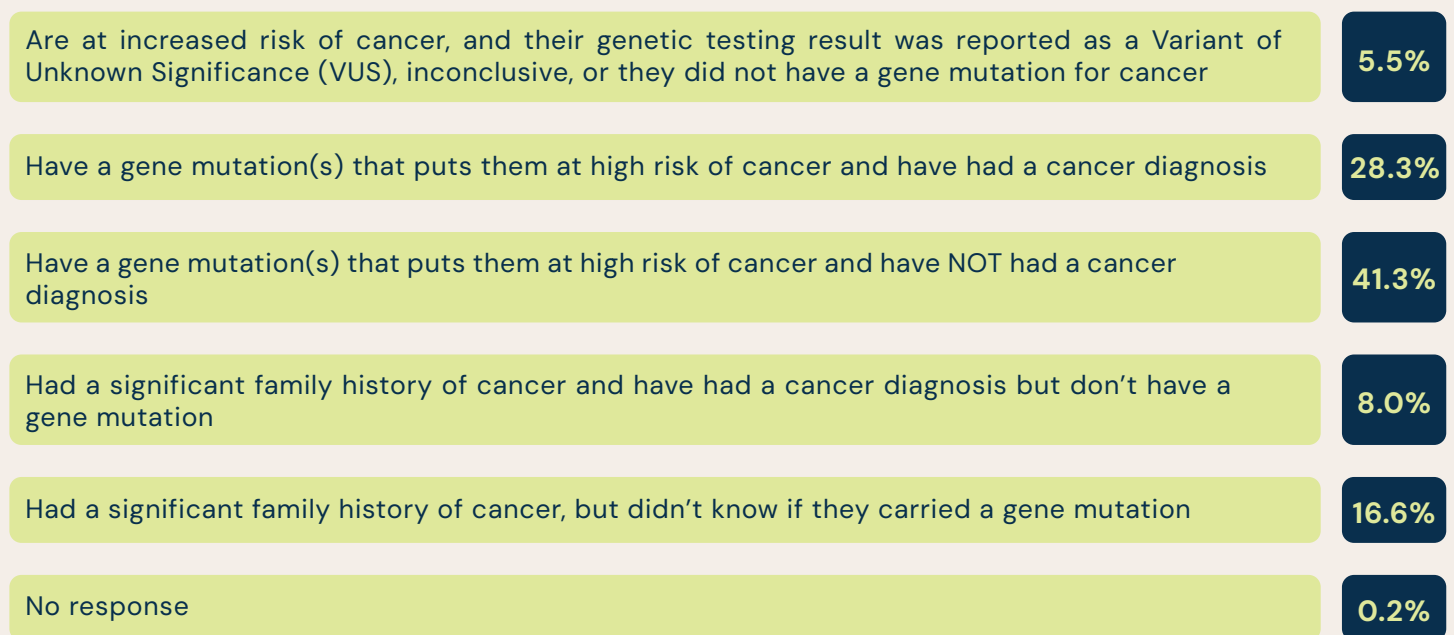 Are at increased risk of cancer, and their genetic testing result was reported as a Variant of
Unknown Significance (VUS), inconclusive, or they did not have a gene mutation for cancer
5.5%
Have a gene mutation(s) that puts them at high risk of cancer and have had a cancer diagnosis
28.3%
Have a gene mutation(s) that puts them at high risk of cancer and have NOT had a cancer
diagnosis
41.3%
Had a significant family history of cancer and have had a cancer diagnosis but don’t have a
gene mutation
8.0%
Had a significant family history of cancer, but didn’t know if they carried a gene mutation
16.6%
No response
0.2%